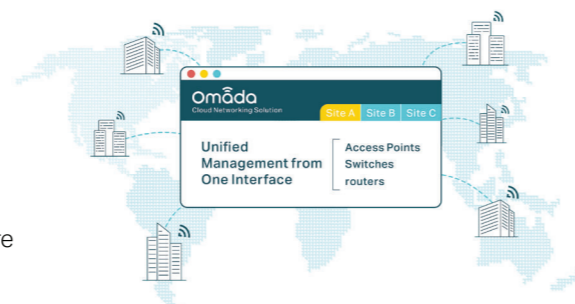 Omada
Cloud Networking Solution
Site A Site B Site C
Unified
Management from
One Interface
Access Points
Switches
routers